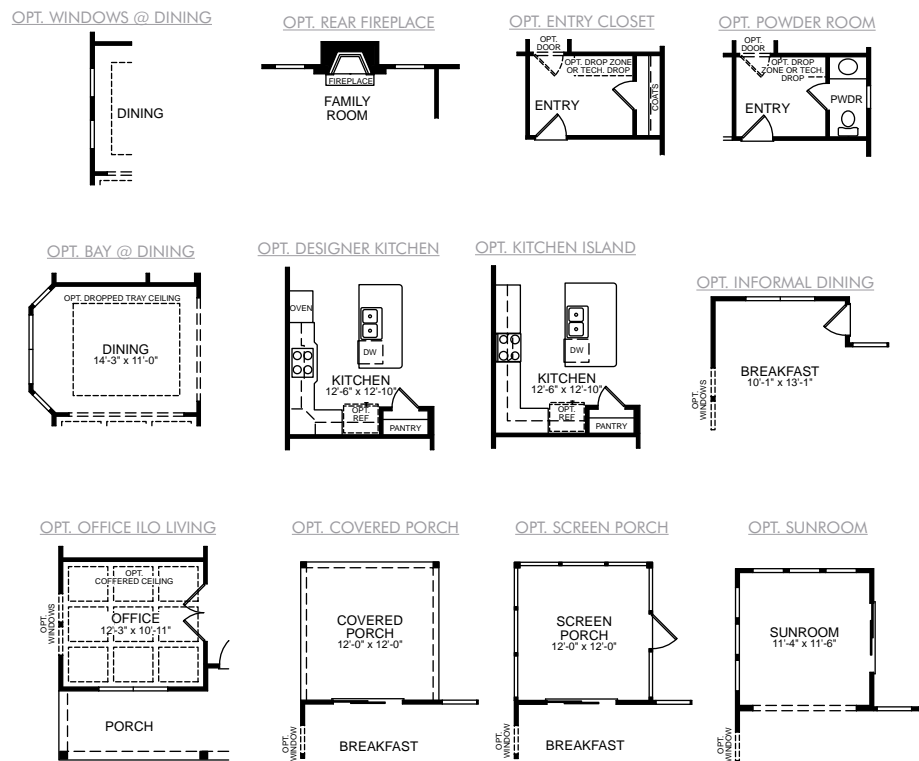 OPT. WINDOWS @ DINING
DINING
OPT. REAR FIREPLACE
FIREPLACE
FAMILY
ROOM
OPT. ENTRY CLOSET
OPT.
DOOR
OPT. DROP ZONE
OR TECH. DROP
ENTRY
COATS
OPT. POWDER ROOM
OPT.
DOOR
OPT. DROP
ZONE OR TECH.
DROP
ENTRY
PWDR
OPT. BAY @ DINING
OPT. DROPPED TRAY CEILING
DINING
14'-3" x 11'-0"
OPT. DESIGNER KITCHEN
OVEN
DW
KITCHEN
12'-6" x 12'-10"
OPT.
REF
PANTRY
OPT. KITCHEN ISLAND
DW
KITCHEN
12'-6" x 12'-10"
OPT.
REF
PANTRY
OPT. INFORMAL DINING
BREAKFAST
10'-1" x 13'-1"
OPT.
WINDOWS
OPT. OFFICE ILO LIVING
OPT.
COFFERED CEILING
OFFICE
12'-3" x 10'-11"
OPT.
WINDOWS
PORCH
OPT. COVERED PORCH
COVERED
PORCH
12'-0" x 12'-0"
OPT.
WINDOW
BREAKFAST
OPT. SCREEN PORCH
SCREEN
PORCH
12'-0" x 12'-0"
OPT.
WINDOW
BREAKFAST
OPT. SUNROOM
SUNROOM
11'-4" x 11'-6"
OPT.
WINDOW